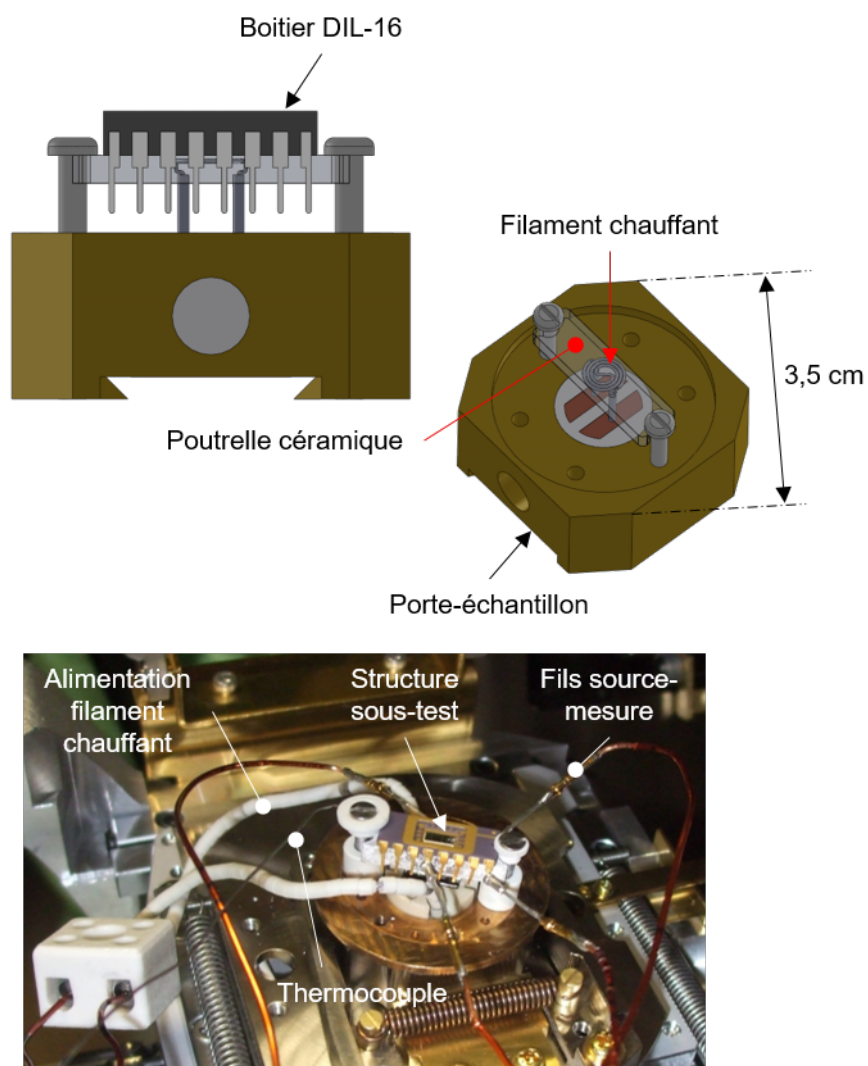 Boitier DIL-16
Filament chauffant
3,5 cm
Poutrelle céramique
Porte-échantillon
Alimentation
filament
chauffant
Structure
sous-test
Fils source-
mesure
Thermocouple